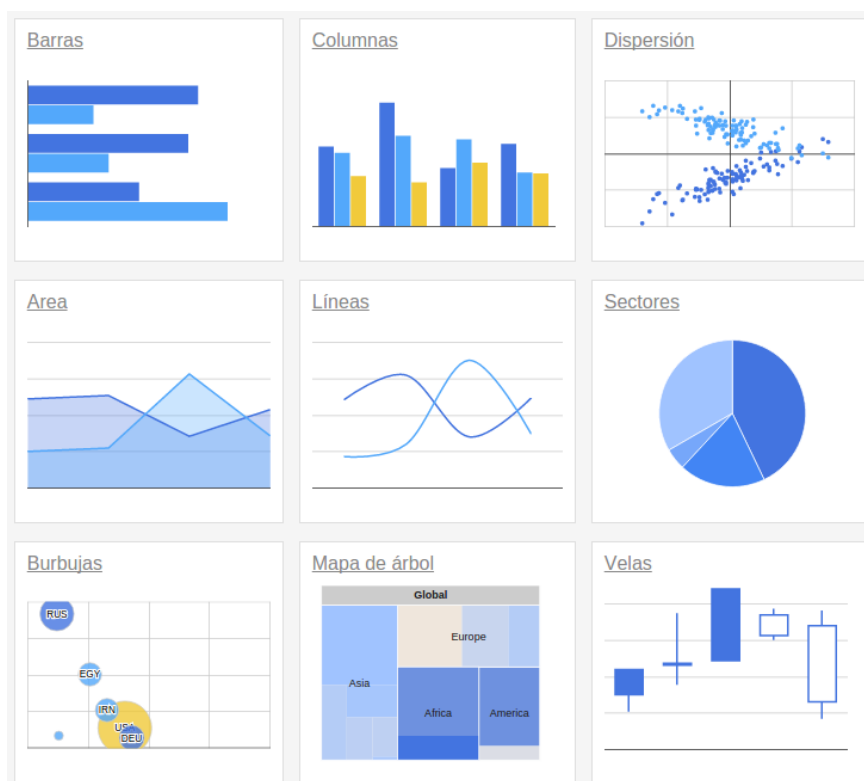 Barras
Columnas
Dispersión
Area
Líneas
Sectores
Burbujas
RUS
EGY
IRN
USA
DEU
Mapa de árbol
Global
Europe
Asia
Africa
America
Velas